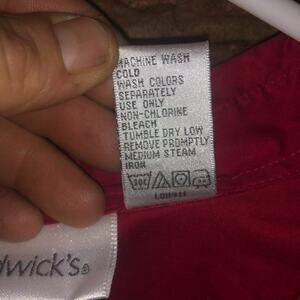 MACHINE WASH
COLD
WASH COLORS
SEPARATELY
USE ONLY
NON-CHLORINE
BLEACH
TUMBLE DRY LOW
REMOVE PROMPTLY
MEDIUM STEAM
IRON
dwick's®